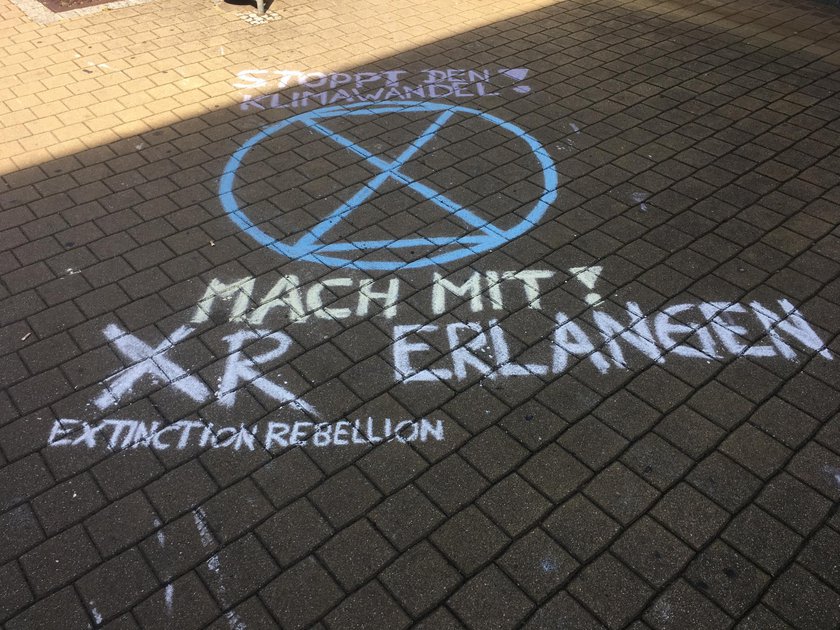 STOPPT DEN
KLIMAWANDEL!
MACH MIT!
XR ERLANGEN
EXTINCTION REBELLION